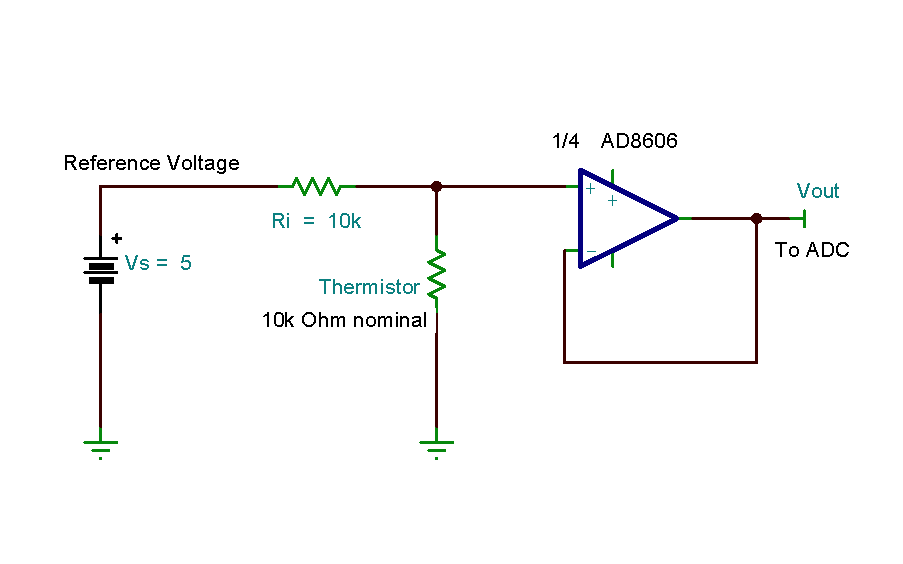 1/4 AD8606
Reference Voltage
Vout
Ri = 10k
To ADC
Vs = 5
Thermistor
10k Ohm nominal